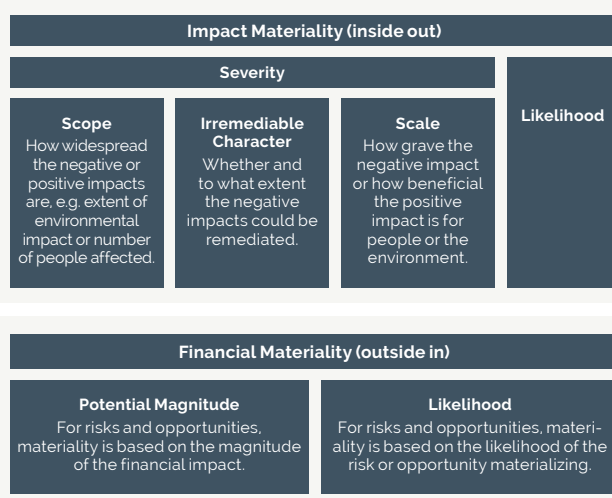 Impact Materiality (inside out)
Severity
Likelihood
Scope
How widespread
the negative or
positive impacts
are, e.g. extent of
environmental
impact or number
of people affected.
Irremediable
Character
Whether and
to what extent
the negative
impacts could be
remediated.
Scale
How grave the
negative impact
or how beneficial
the positive
impact is for
people or the
environment.
Financial Materiality (outside in)
Potential Magnitude
For risks and opportunities,
materiality is based on the magnitude
of the financial impact.
Likelihood
For risks and opportunities, materi-
ality is based on the likelihood of the
risk or opportunity materializing.